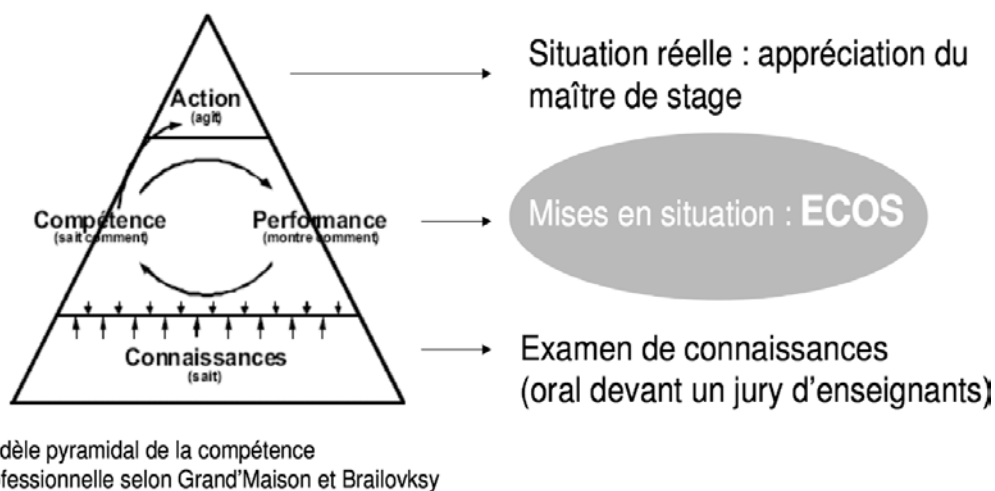 Action
(agît)
Situation réelle : appréciation du
maître de stage
Compétence
(sait comment)
Performance
(montre comment)
Mises en situation : ECOS
Connaissances
(sait)
Examen de connaissances
(oral devant un jury d’enseignants)
dèle pyramidal de la compétence
ofessionnelle selon Grand’Maison et Brailovksy